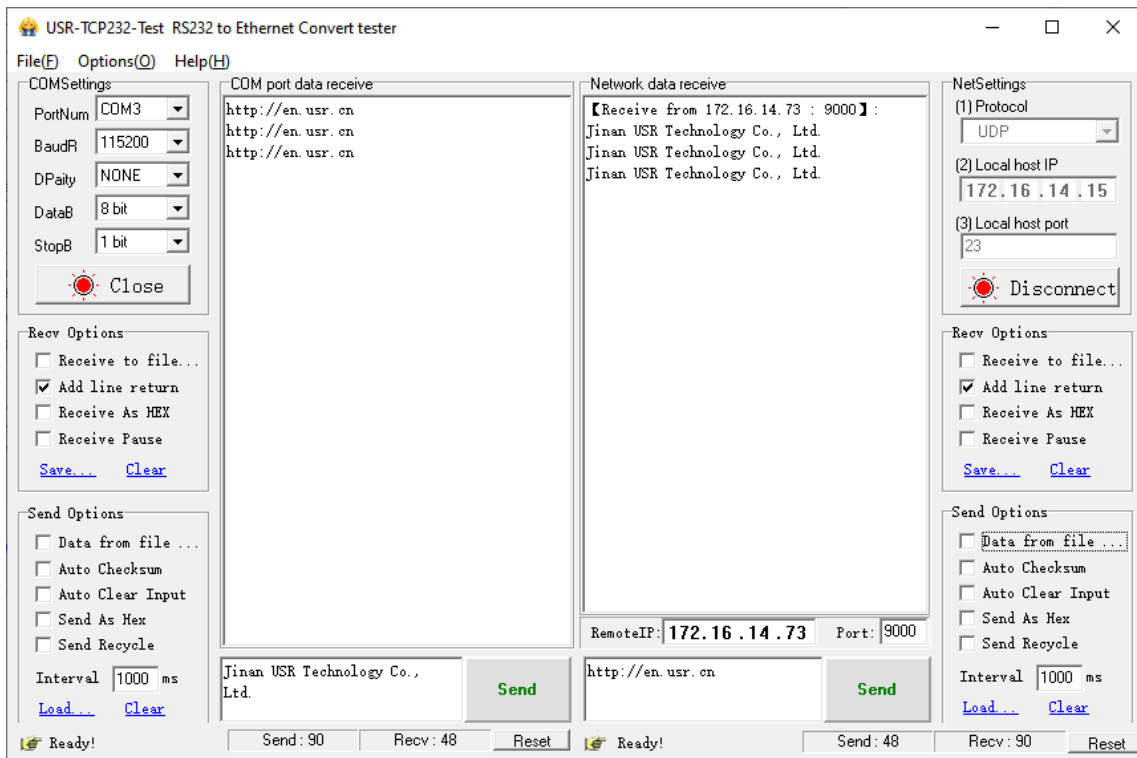 USR-TCP232-Test RS232 to Ethernet Convert tester
File(F) Options(O) Help(H)
COMSettings
PortNum COM3
BaudR 115200
DPaity NONE
DataB 8 bit
StopB 1 bit
Close
Recv Options
Receive to file...
Add line return
Receive As HEX
Receive Pause
Save... Clear
Send Options
Data from file ...
Auto Checksum
Auto Clear Input
Send As Hex
Send Recycle
Interval 1000 ms
Load... Clear
COM port data receive
http://en.usr.cn
http://en.usr.cn
http://en.usr.cn
Jinan USR Technology Co.,
Ltd.
Send
Network data receive
【Receive from 172.16.14.73 : 9000】:
Jinan USR Technology Co., Ltd.
Jinan USR Technology Co., Ltd.
Jinan USR Technology Co., Ltd.
RemoteIP: 172.16.14.73 Port: 9000
http://en.usr.cn
Send
NetSettings
(1) Protocol
UDP
(2) Local host IP
172.16.14.15
(3) Local host port
23
Disconnect
Recv Options
Receive to file...
Add line return
Receive As HEX
Receive Pause
Save... Clear
Send Options
Data from file ...
Auto Checksum
Auto Clear Input
Send As Hex
Send Recycle
Interval 1000 ms
Load... Clear
Ready! Send : 90 Recv : 48 Reset
Ready! Send : 48 Recv : 90 Reset